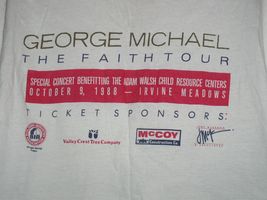 GEORGE MICHAEL
THE FAITH TOUR
SPECIAL CONCERT BENEFITTING THE ADAM WALSH CHILD RESOURCE CENTERS
OCTOBER 9, 1988 — IRVINE MEADOWS
TICKET SPONSORS:
Valley Crest Tree Company
McCOY
Construction Co.